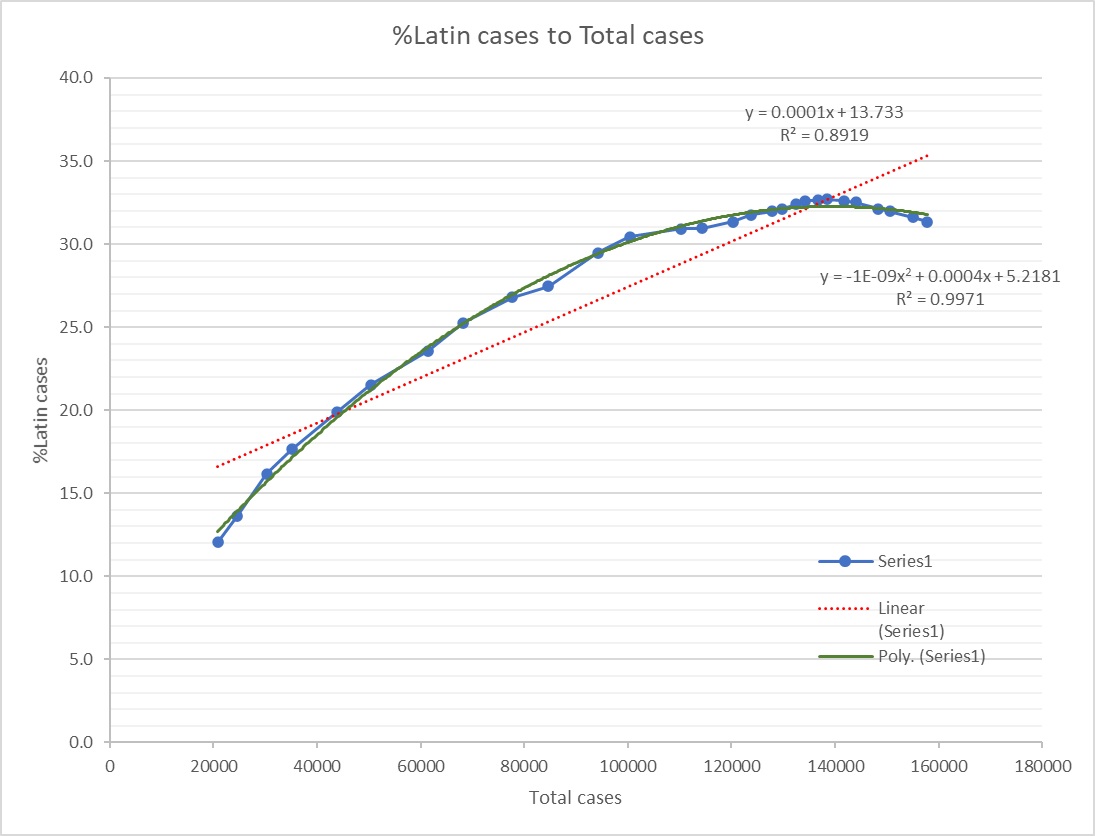 %Latin cases to Total cases
40.0
35.0
30.0
25.0
20.0
15.0
10.0
5.0
0.0
%Latin cases
y = 0.0001x + 13.733
R² = 0.8919
y = -1E-09x² + 0.0004x + 5.2181
R² = 0.9971
Series1
Linear
(Series1)
Poly. (Series1)
0 20000 40000 60000 80000 100000 120000 140000 160000 180000
Total cases